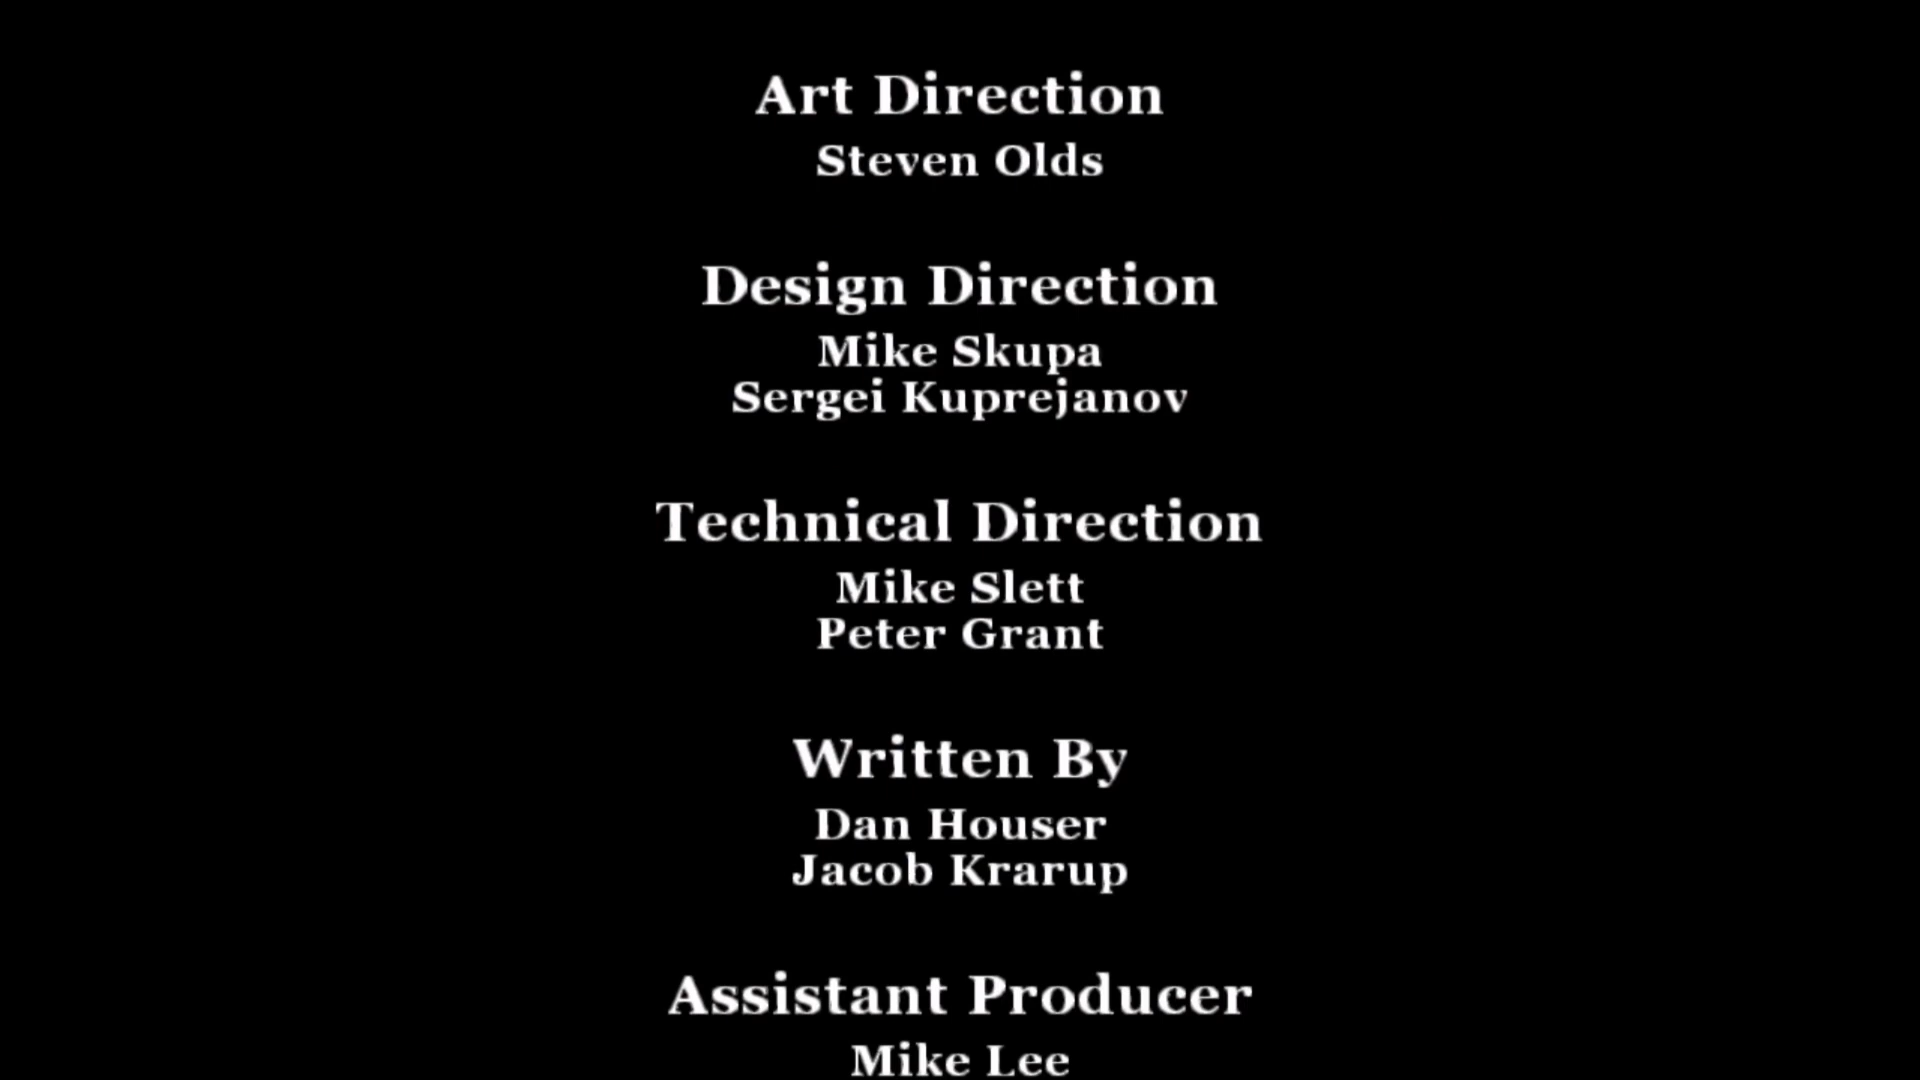 Art Direction
Steven Olds
Design Direction
Mike Skupa
Sergei Kuprejanov
Technical Direction
Mike Slett
Peter Grant
Written By
Dan Houser
Jacob Krarup
Assistant Producer
Mike Lee